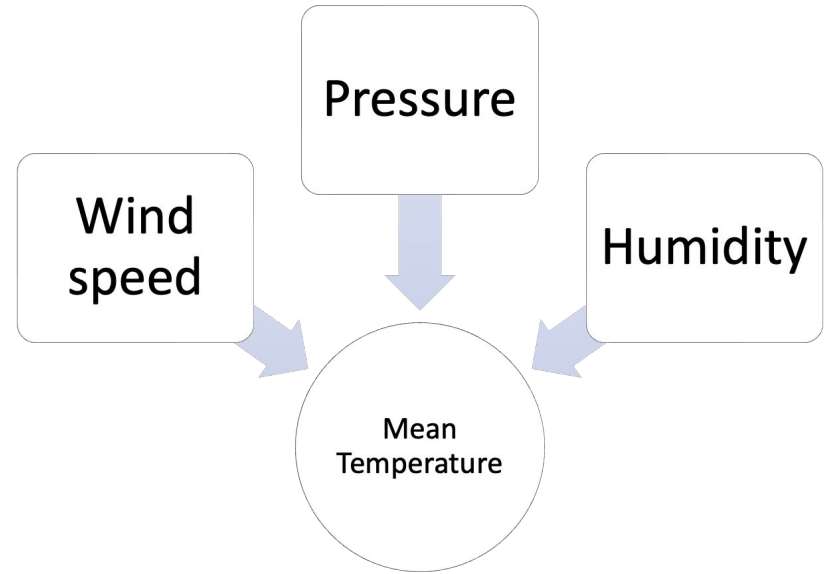 Pressure
Wind
speed
Humidity
Mean
Temperature